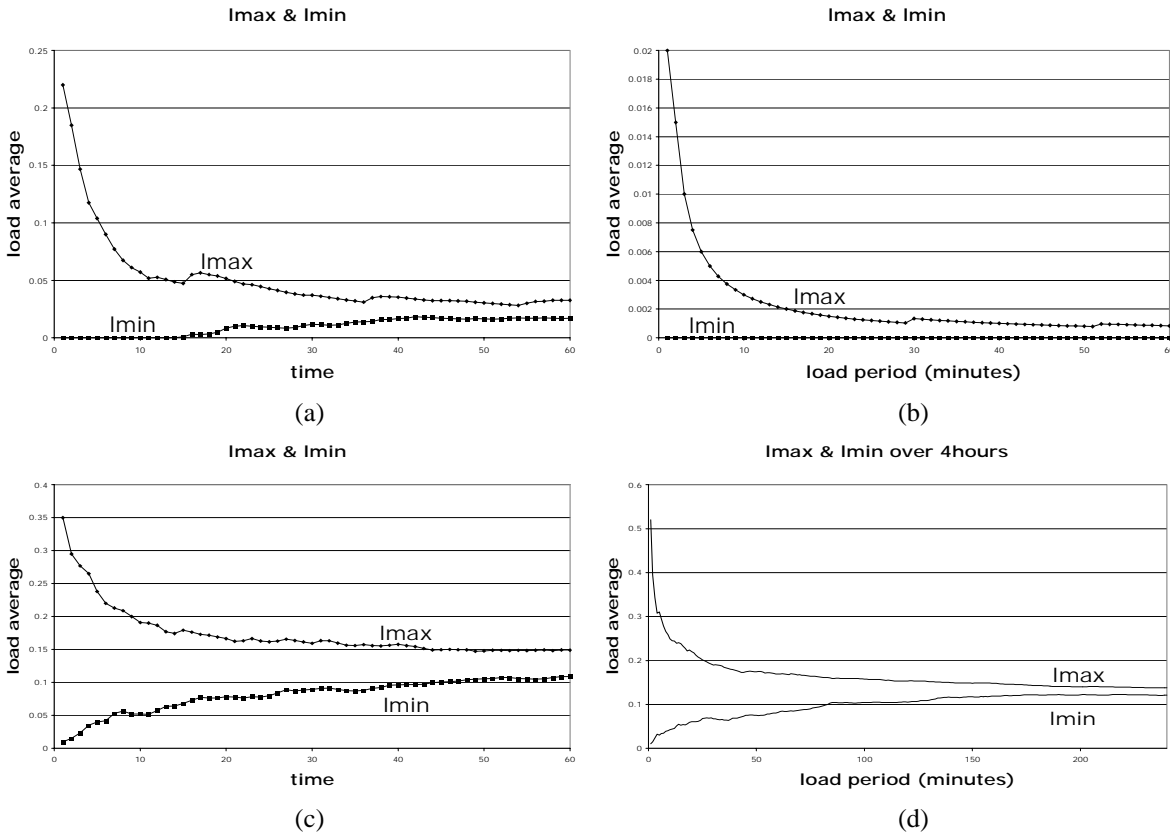 lmax & lmin
0.25
0.2
0.15
0.1
0.05
0
load average
lmax
lmin
0 10 20 30 40 50 60
time
(a)
lmax & lmin
0.02
0.018
0.016
0.014
0.012
0.01
0.008
0.006
0.004
0.002
0
load average
lmax
lmin
0 10 20 30 40 50 60
load period (minutes)
(b)
lmax & lmin
0.4
0.35
0.3
0.25
0.2
0.15
0.1
0.05
0
load average
lmax
lmin
0 10 20 30 40 50 60
time
(c)
lmax & lmin over 4hours
0.6
0.5
0.4
0.3
0.2
0.1
0
load average
lmax
lmin
0 50 100 150 200
load period (minutes)
(d)